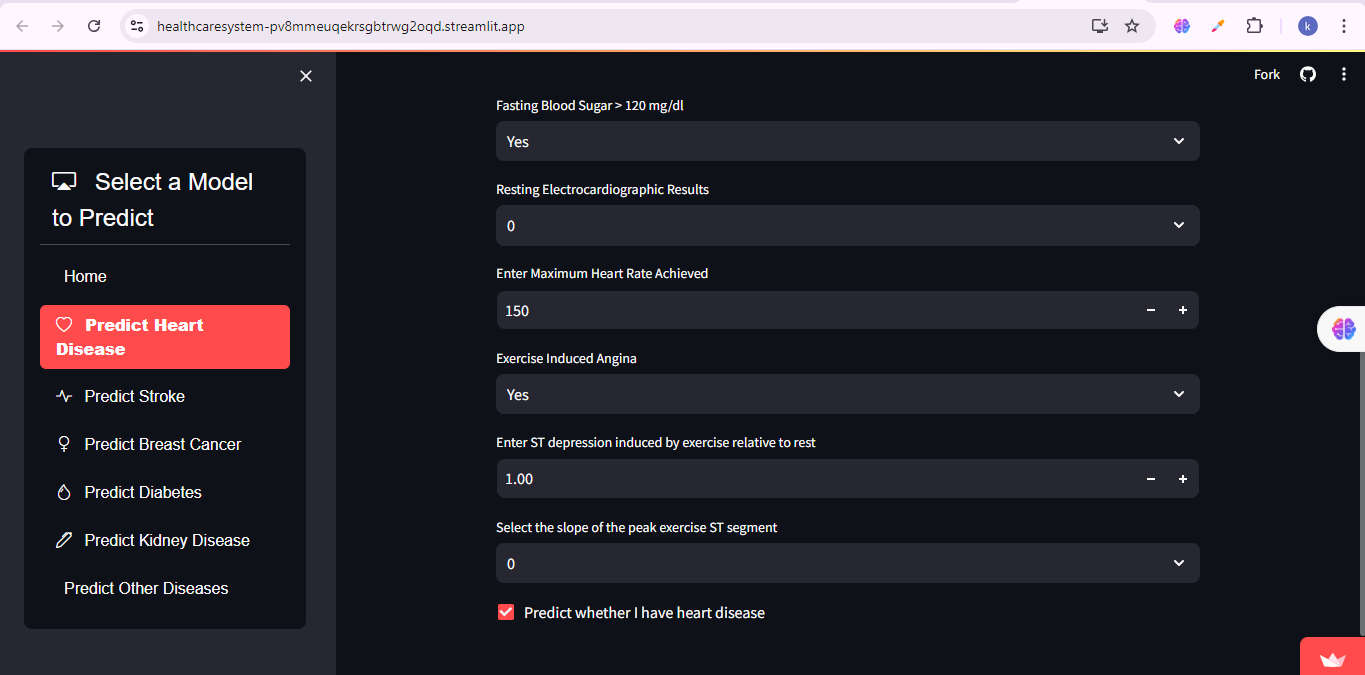 healthcaresystem-pv8mmeuqekrsgbtrwg2oqd.streamlit.app
k
Fork
Select a Model
to Predict
Home
Predict Heart
Disease
Predict Stroke
Predict Breast Cancer
Predict Diabetes
Predict Kidney Disease
Predict Other Diseases
Fasting Blood Sugar > 120 mg/dl
Yes
Resting Electrocardiographic Results
0
Enter Maximum Heart Rate Achieved
150
Exercise Induced Angina
Yes
Enter ST depression induced by exercise relative to rest
1.00
Select the slope of the peak exercise ST segment
0
Predict whether I have heart disease